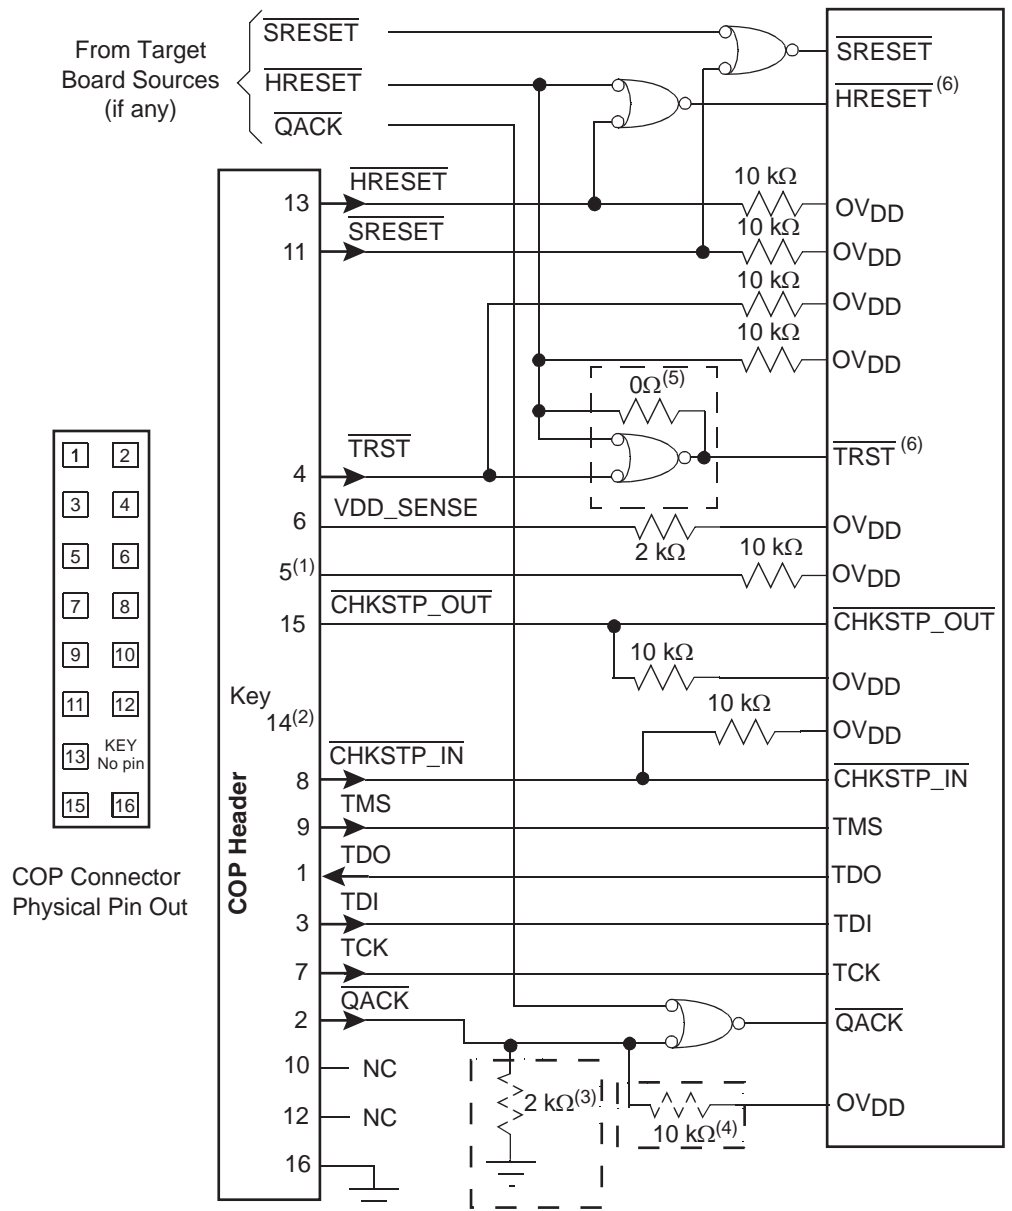 From Target
Board Sources
(if any)
SRESET
HRESET
QACK
SRESET
HRESET(6)
13
HRESET
10 kΩ
OVDD
11
SRESET
10 kΩ
OVDD
10 kΩ
OVDD
10 kΩ
OVDD
0Ω(5)
4
TRST
TRST(6)
6
VDD_SENSE
2 kΩ
OVDD
5(1)
10 kΩ
OVDD
15
CHKSTP_OUT
CHKSTP_OUT
10 kΩ
OVDD
Key
14(2)
10 kΩ
OVDD
8
CHKSTP_IN
CHKSTP_IN
9
TMS
TMS
1
TDO
TDO
3
TDI
TDI
7
TCK
TCK
2
QACK
QACK
10
NC
2 kΩ(3)
10 kΩ(4)
OVDD
12
NC
16
COP Header
1 2
3 4
5 6
7 8
9 10
11 12
13 KEY
No pin
15 16
COP Connector
Physical Pin Out